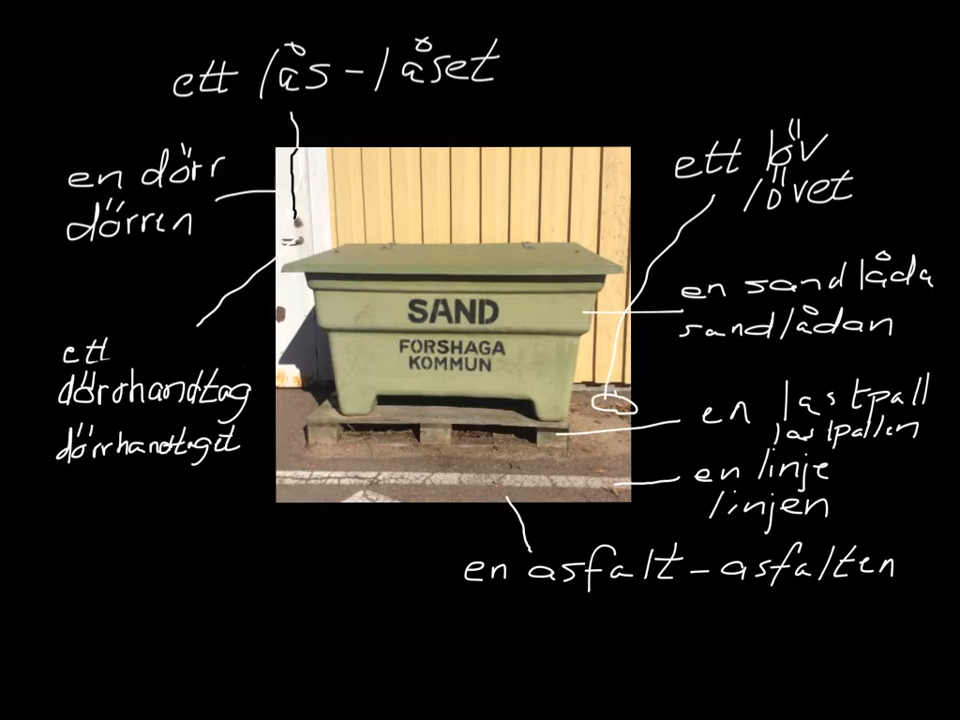 ett lås - låset
en dörr
dörren
ett löv
lövet
en sandlåda
sandlådan
SAND
FORSHAGA
KOMMUN
ett
dörrhandtag
dörrhandtaget
en lastpall
lastpallen
en linje
linjen
en asfalt - asfalten